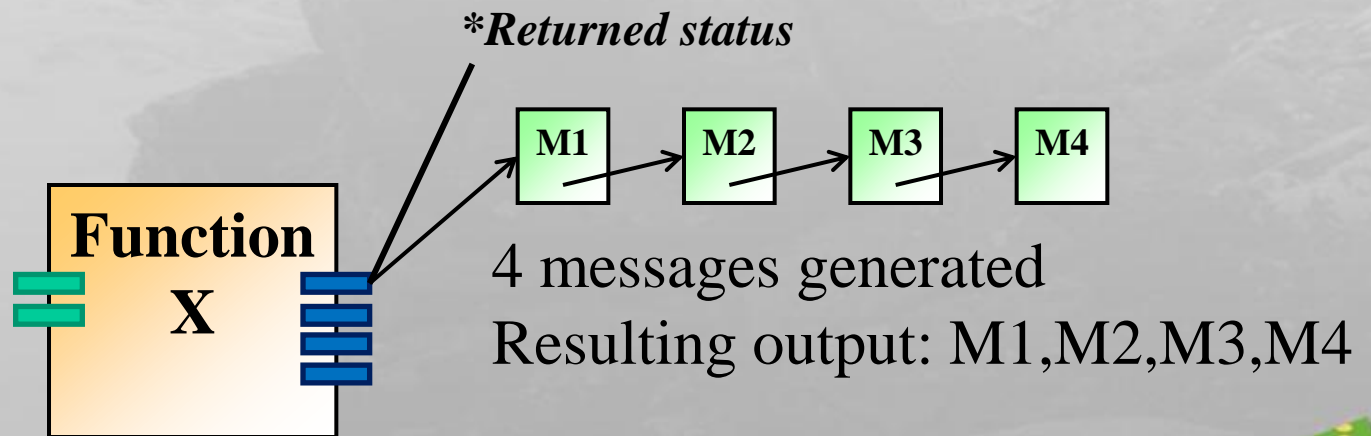 *Returned status
M1 M2 M3 M4
Function
X
4 messages generated
Resulting output: M1,M2,M3,M4